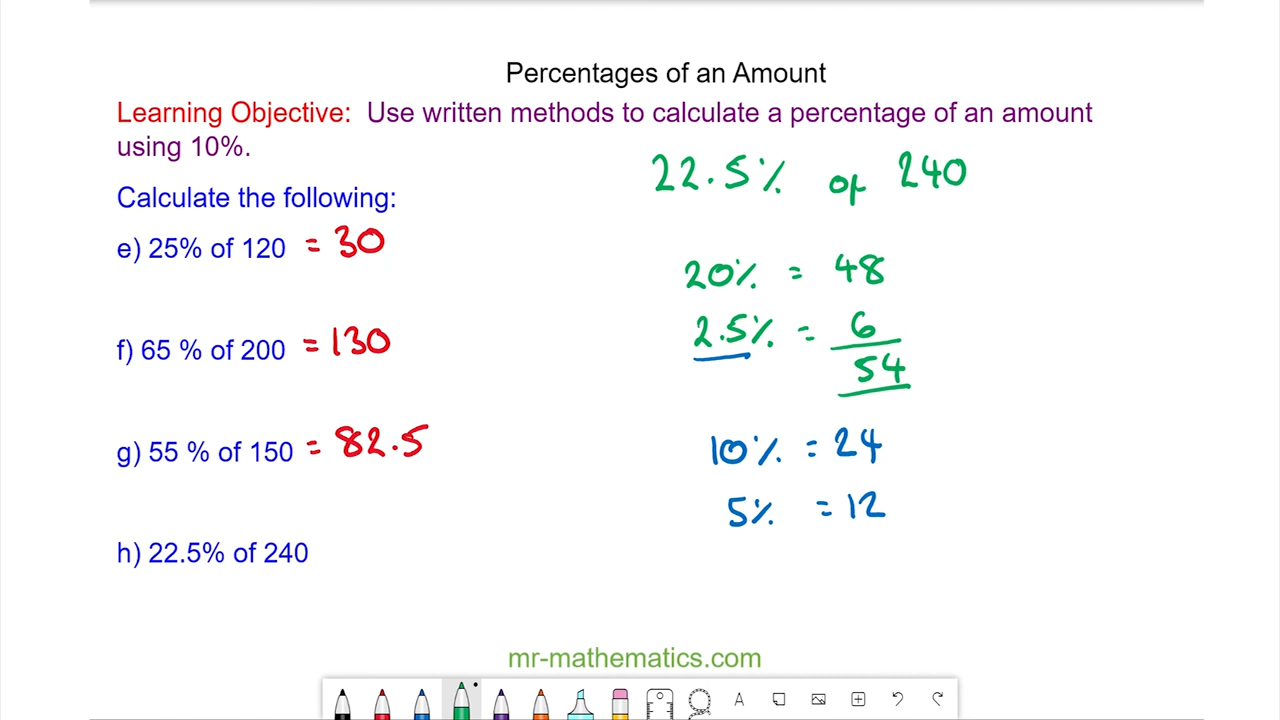 Percentages of an Amount
Learning Objective: Use written methods to calculate a percentage of an amount
using 10%.
Calculate the following:
e) 25% of 120 = 30
f) 65 % of 200 = 130
g) 55 % of 150 = 82.5
h) 22.5% of 240
22.5% of 240
20% = 48
2.5% = 6
54
10% = 24
5% = 12
mr-mathematics.com
A